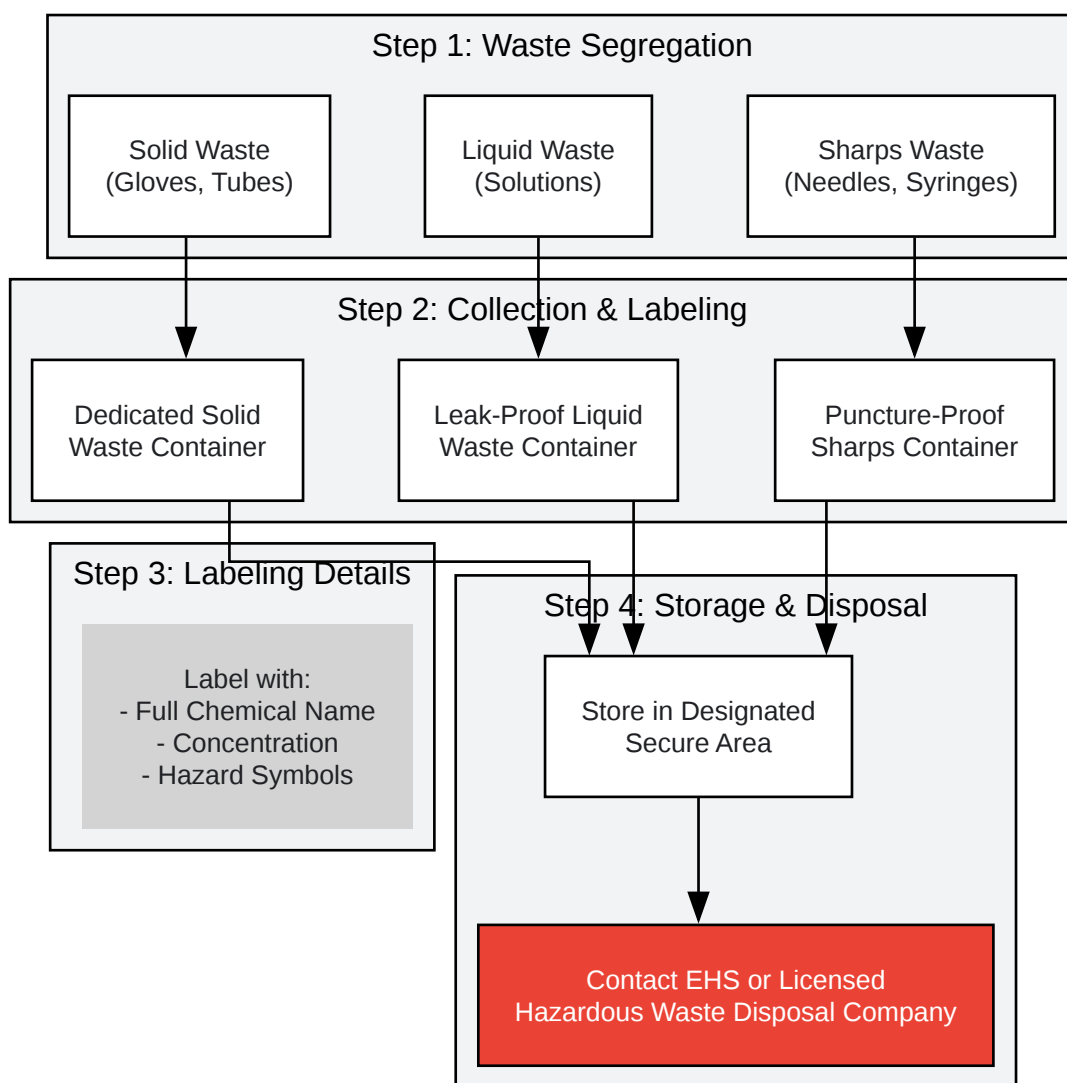 Step 1: Waste Segregation
Solid Waste
(Gloves, Tubes)
Liquid Waste
(Solutions)
Sharps Waste
(Needles, Syringes)
Step 2: Collection & Labeling
Dedicated Solid
Waste Container
Leak-Proof Liquid
Waste Container
Puncture-Proof
Sharps Container
Step 3: Labeling Details
Label with:
- Full Chemical Name
- Concentration
- Hazard Symbols
Step 4: Storage & Disposal
Store in Designated
Secure Area
Contact EHS or Licensed
Hazardous Waste Disposal Company